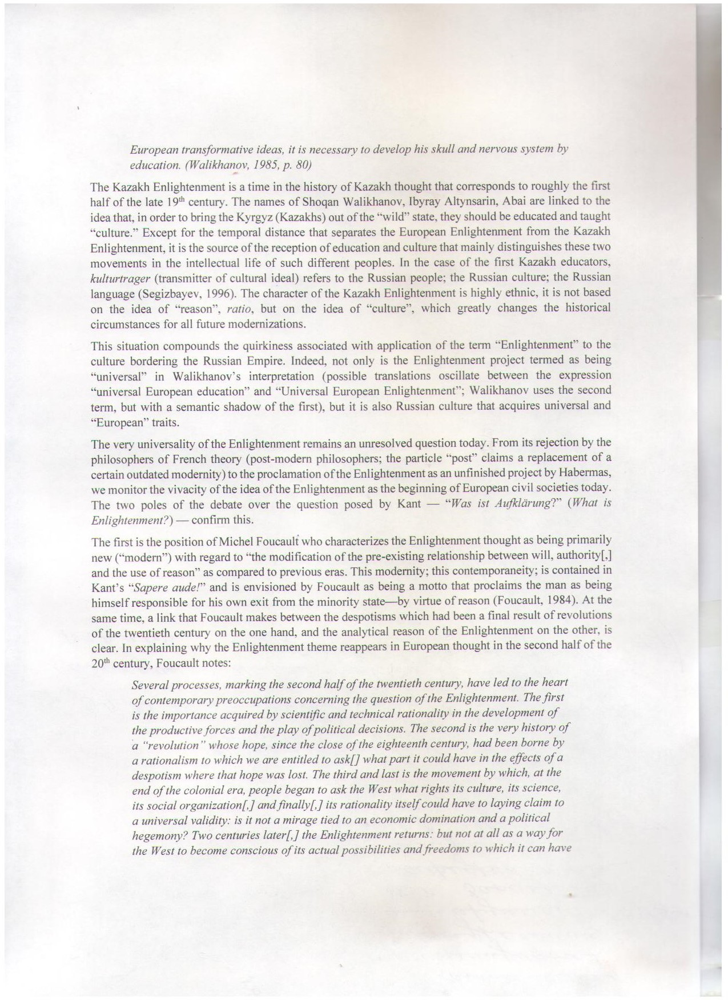 European transformative ideas, it is necessary to develop his skull and nervous system by
education. (Walikhanov, 1985, p. 80)
The Kazakh Enlightenment is a time in the history of Kazakh thought that corresponds to roughly the first
half of the late 19th century. The names of Shoqan Walikhanov, Ibyray Altynsarin, Abai are linked to the
idea that, in order to bring the Kyrgyz (Kazakhs) out of the “wild” state, they should be educated and taught
“culture.” Except for the temporal distance that separates the European Enlightenment from the Kazakh
Enlightenment, it is the source of the reception of education and culture that mainly distinguishes these two
movements in the intellectual life of such different peoples. In the case of the first Kazakh educators,
kulturtrager (transmitter of cultural ideal) refers to the Russian people; the Russian culture; the Russian
language (Segizbayev, 1996). The character of the Kazakh Enlightenment is highly ethnic, it is not based
on the idea of “reason”, ratio, but on the idea of “culture”, which greatly changes the historical
circumstances for all future modernizations.
This situation compounds the quirkiness associated with application of the term “Enlightenment” to the
culture bordering the Russian Empire. Indeed, not only is the Enlightenment project termed as being
“universal” in Walikhanov’s interpretation (possible translations oscillate between the expression
“universal European education” and “Universal European Enlightenment”; Walikhanov uses the second
term, but with a semantic shadow of the first), but it is also Russian culture that acquires universal and
“European” traits.
The very universality of the Enlightenment remains an unresolved question today. From its rejection by the
philosophers of French theory (post-modern philosophers; the particle “post” claims a replacement of a
certain outdated modernity) to the proclamation of the Enlightenment as an unfinished project by Habermas,
we monitor the vivacity of the idea of the Enlightenment as the beginning of European civil societies today.
The two poles of the debate over the question posed by Kant — “Was ist Aufklärung?” (What is
Enlightenment?) — confirm this.
The first is the position of Michel Foucault who characterizes the Enlightenment thought as being primarily
new (“modern”) with regard to “the modification of the pre-existing relationship between will, authority[,]
and the use of reason” as compared to previous eras. This modernity; this contemporaneity; is contained in
Kant’s “Sapere aude!” and is envisioned by Foucault as being a motto that proclaims the man as being
himself responsible for his own exit from the minority state—by virtue of reason (Foucault, 1984). At the
same time, a link that Foucault makes between the despotisms which had been a final result of revolutions
of the twentieth century on the one hand, and the analytical reason of the Enlightenment on the other, is
clear. In explaining why the Enlightenment theme reappears in European thought in the second half of the
20th century, Foucault notes:
Several processes, marking the second half of the twentieth century, have led to the heart
of contemporary preoccupations concerning the question of the Enlightenment. The first
is the importance acquired by scientific and technical rationality in the development of
the productive forces and the play of political decisions. The second is the very history of
a “revolution” whose hope, since the close of the eighteenth century, had been borne by
a rationalism to which we are entitled to ask[] what part it could have in the effects of a
despotism where that hope was lost. The third and last is the movement by which, at the
end of the colonial era, people began to ask the West what rights its culture, its science,
its social organization[,] and finally[,] its rationality itself could have to laying claim to
a universal validity: is it not a mirage tied to an economic domination and a political
hegemony? Two centuries later[,] the Enlightenment returns: but not at all as a way for
the West to become conscious of its actual possibilities and freedoms to which it can have